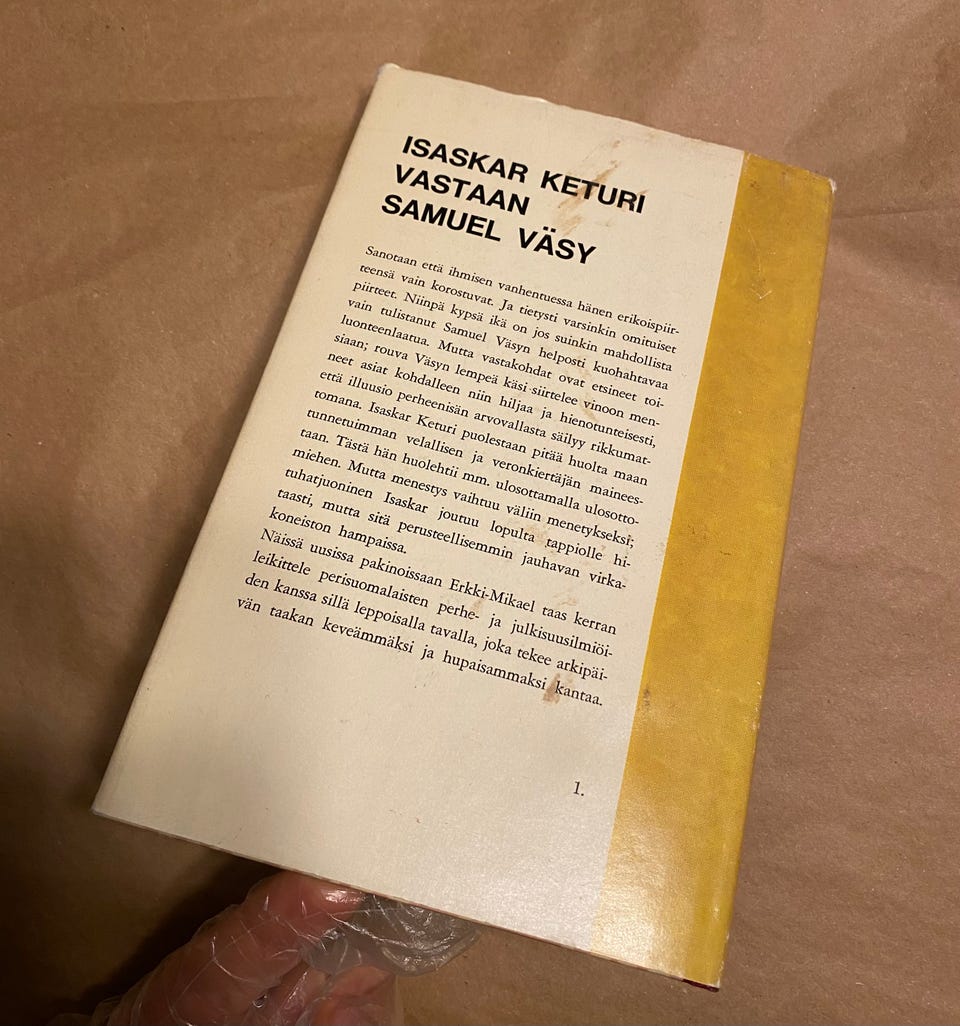 ISASKAR KETURI
VASTAAN
SAMUEL VÄSY
Sanotaan että ihmisen vanhentuessa hänen erikoispiir-
teensä vain korostuvat. Ja tietysti varsinkin omituiset
piirteet. Niinpä kypsä ikä on jos suinkin mahdollista
vain tulistanut Samuel Väsyn helposti kuohahtavaa
luonteenlaatua. Mutta vastakohdat ovat etsineet toi-
siaan; rouva Väsyn lempeä käsi siirtelee vinoon men-
neet asiat kohdalleen niin hiljaa ja hienotunteisesti,
että illuusio perheenisän arvovallasta säilyy rikkumat-
tomana. Isaskar Keturi puolestaan pitää huolta maan
tunnetuimman velallisen ja veronkiertäjän mainees-
taan. Tästä hän huolehtii mm. ulosottamalla ulosotto-
miehen. Mutta menestys vaihtuu väliin menetykseksi;
tuhatjuoninen Isaskar joutuu lopulta tappiolle hi-
taasti, mutta sitä perusteellisemmin jauhavan virka-
koneiston hampaissa.
Näissä uusissa pakinoissaan Erkki-Mikael taas kerran
leikittele perisuomalaisten perhe- ja julkisuusilmiöi-
den kanssa sillä leppoisalla tavalla, joka tekee arkipäi-
vän taakan keveämmäksi ja hupaisammaksi kantaa.
1.